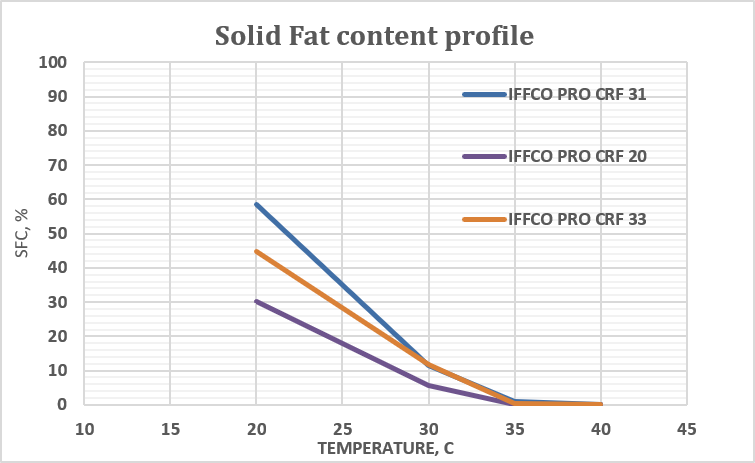 Solid Fat content profile
100
90
80
70
60
50
40
30
20
10
0
SFC, %
IFFCO PRO CRF 31
IFFCO PRO CRF 20
IFFCO PRO CRF 33
10 15 20 25 30 35 40 45
TEMPERATURE, C